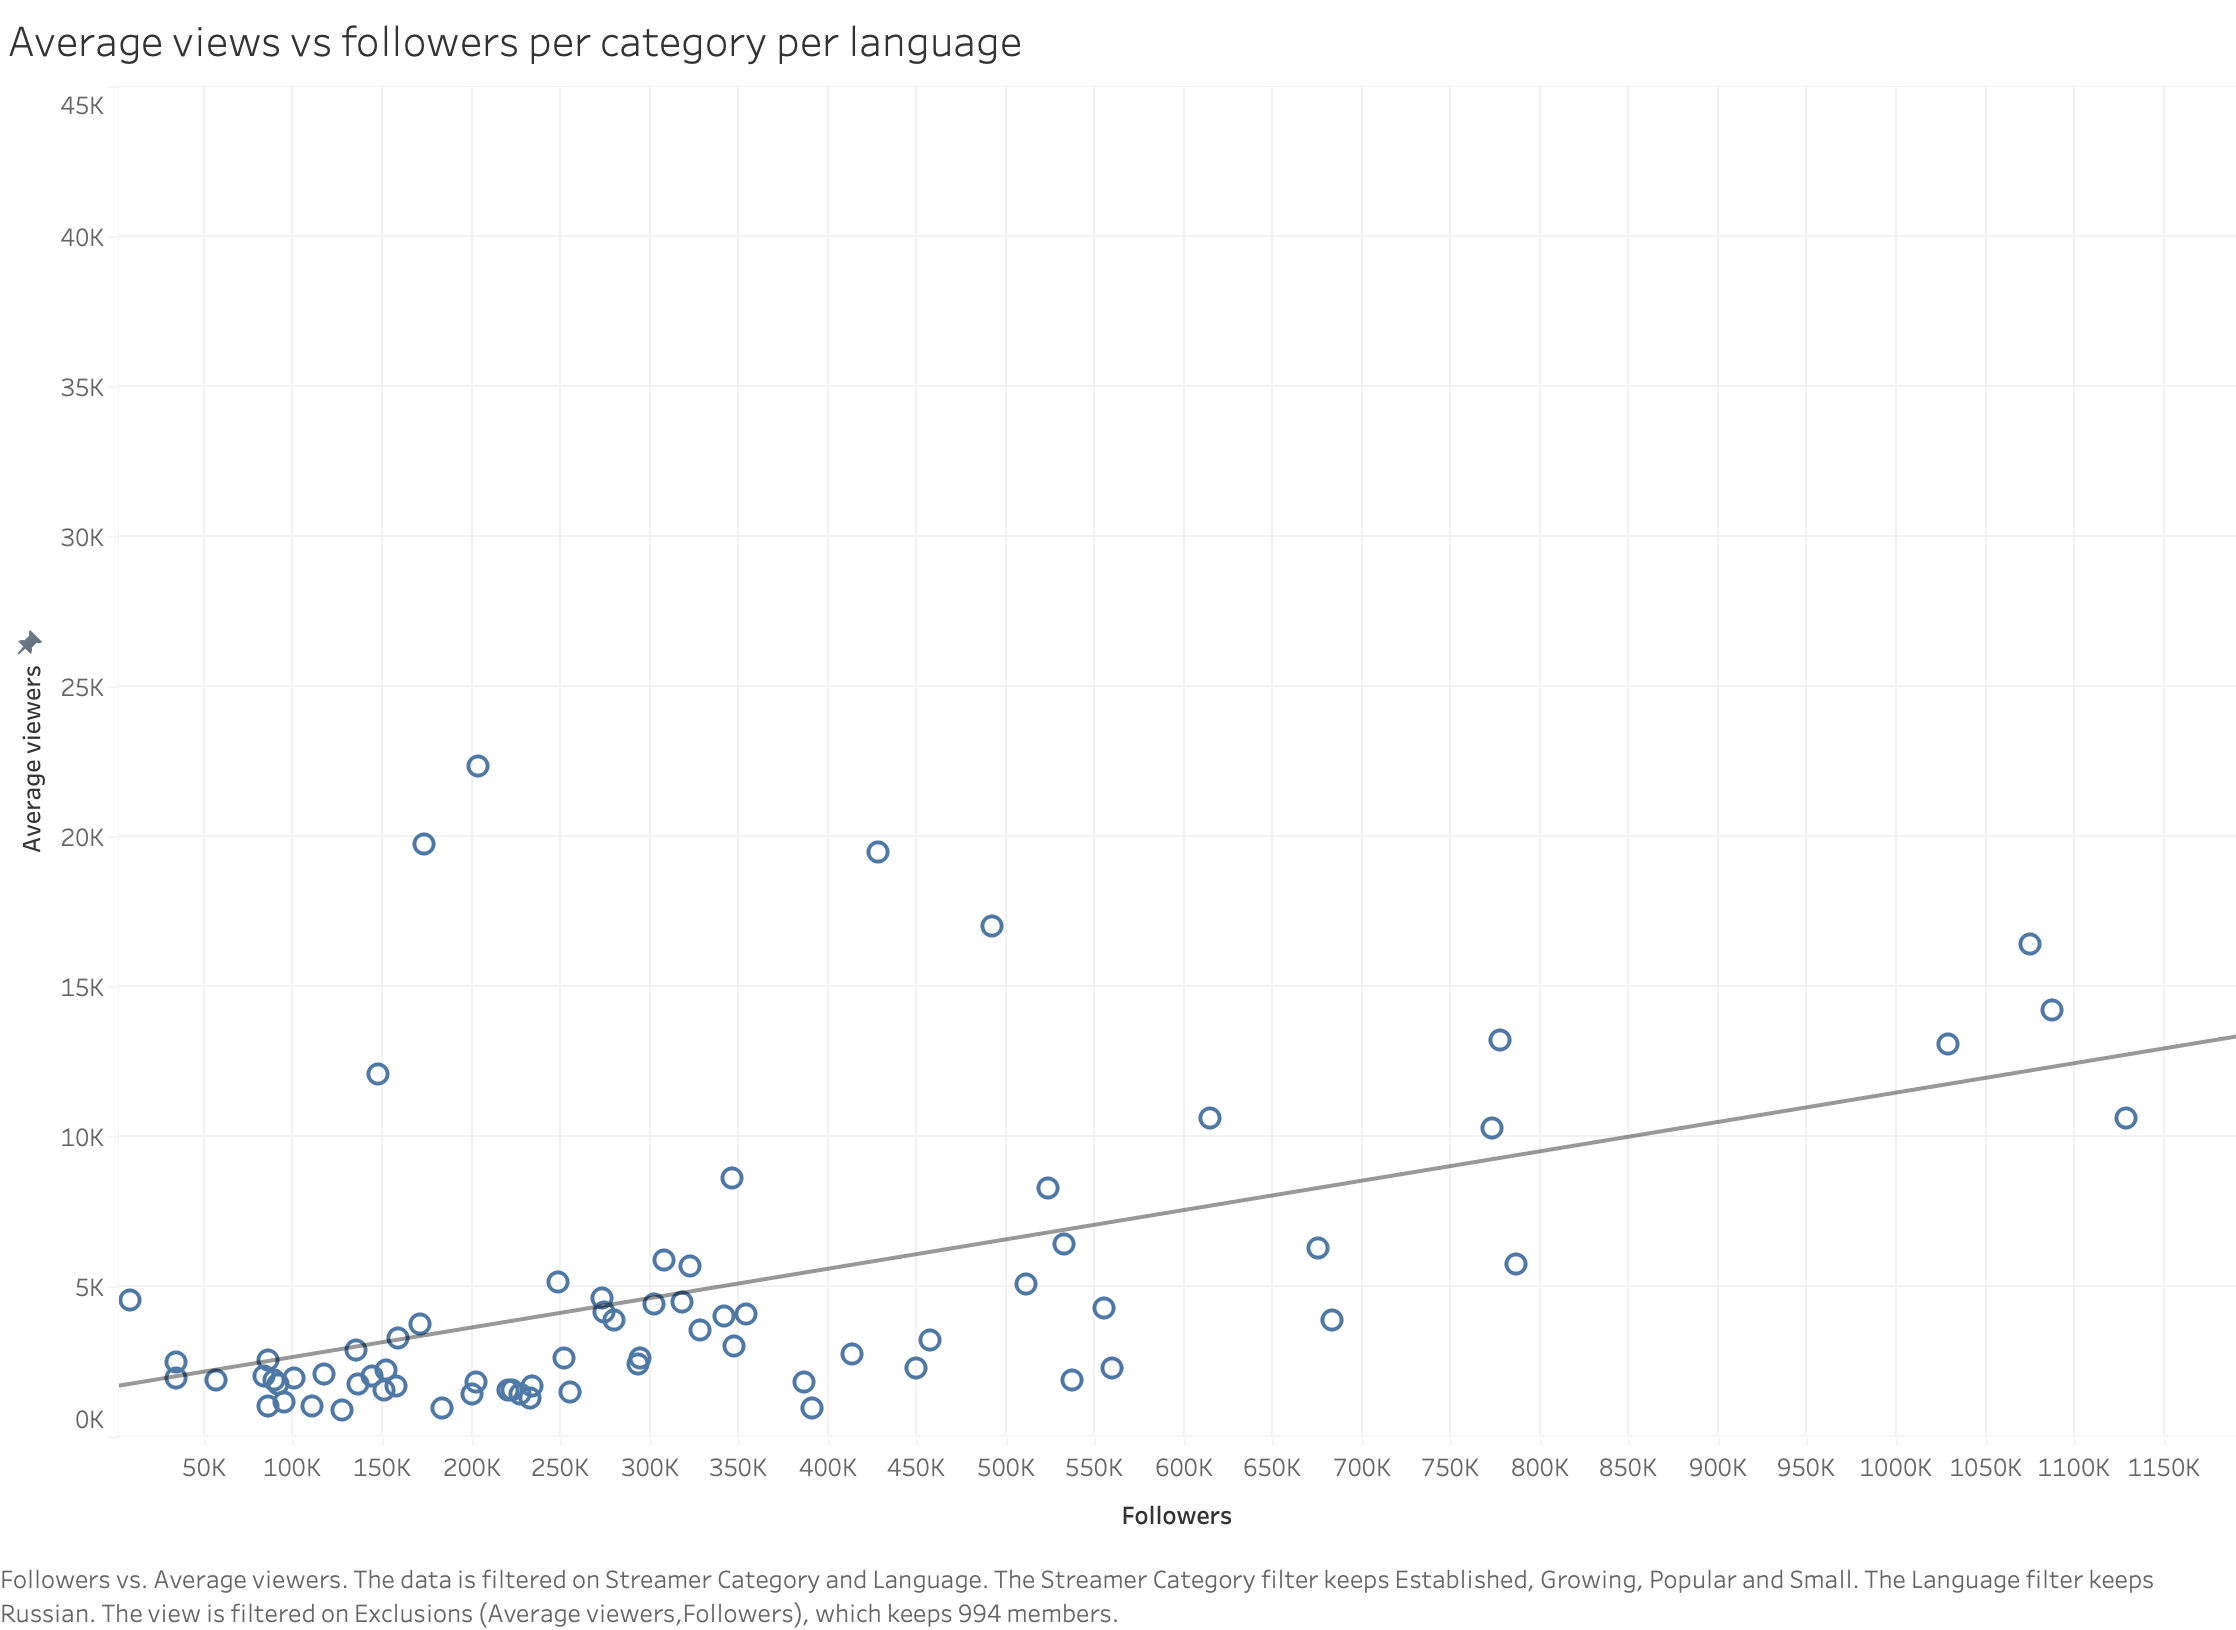 Average views vs followers per category per language
45K
40K
35K
30K
25K
20K
15K
10K
5K
0K
Average viewers
50K 100K 150K 200K 250K 300K 350K 400K 450K 500K 550K 600K 650K 700K 750K 800K 850K 900K 950K 1000K 1050K 1100K 1150K
Followers
Followers vs. Average viewers. The data is filtered on Streamer Category and Language. The Streamer Category filter keeps Established, Growing, Popular and Small. The Language filter keeps
Russian. The view is filtered on Exclusions (Average viewers,Followers), which keeps 994 members.